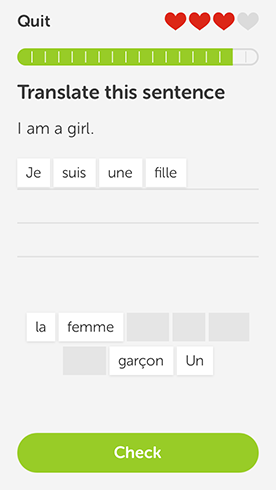 Quit
Translate this sentence
I am a girl.
Je suis une fille
la femme
garçon Un
Check